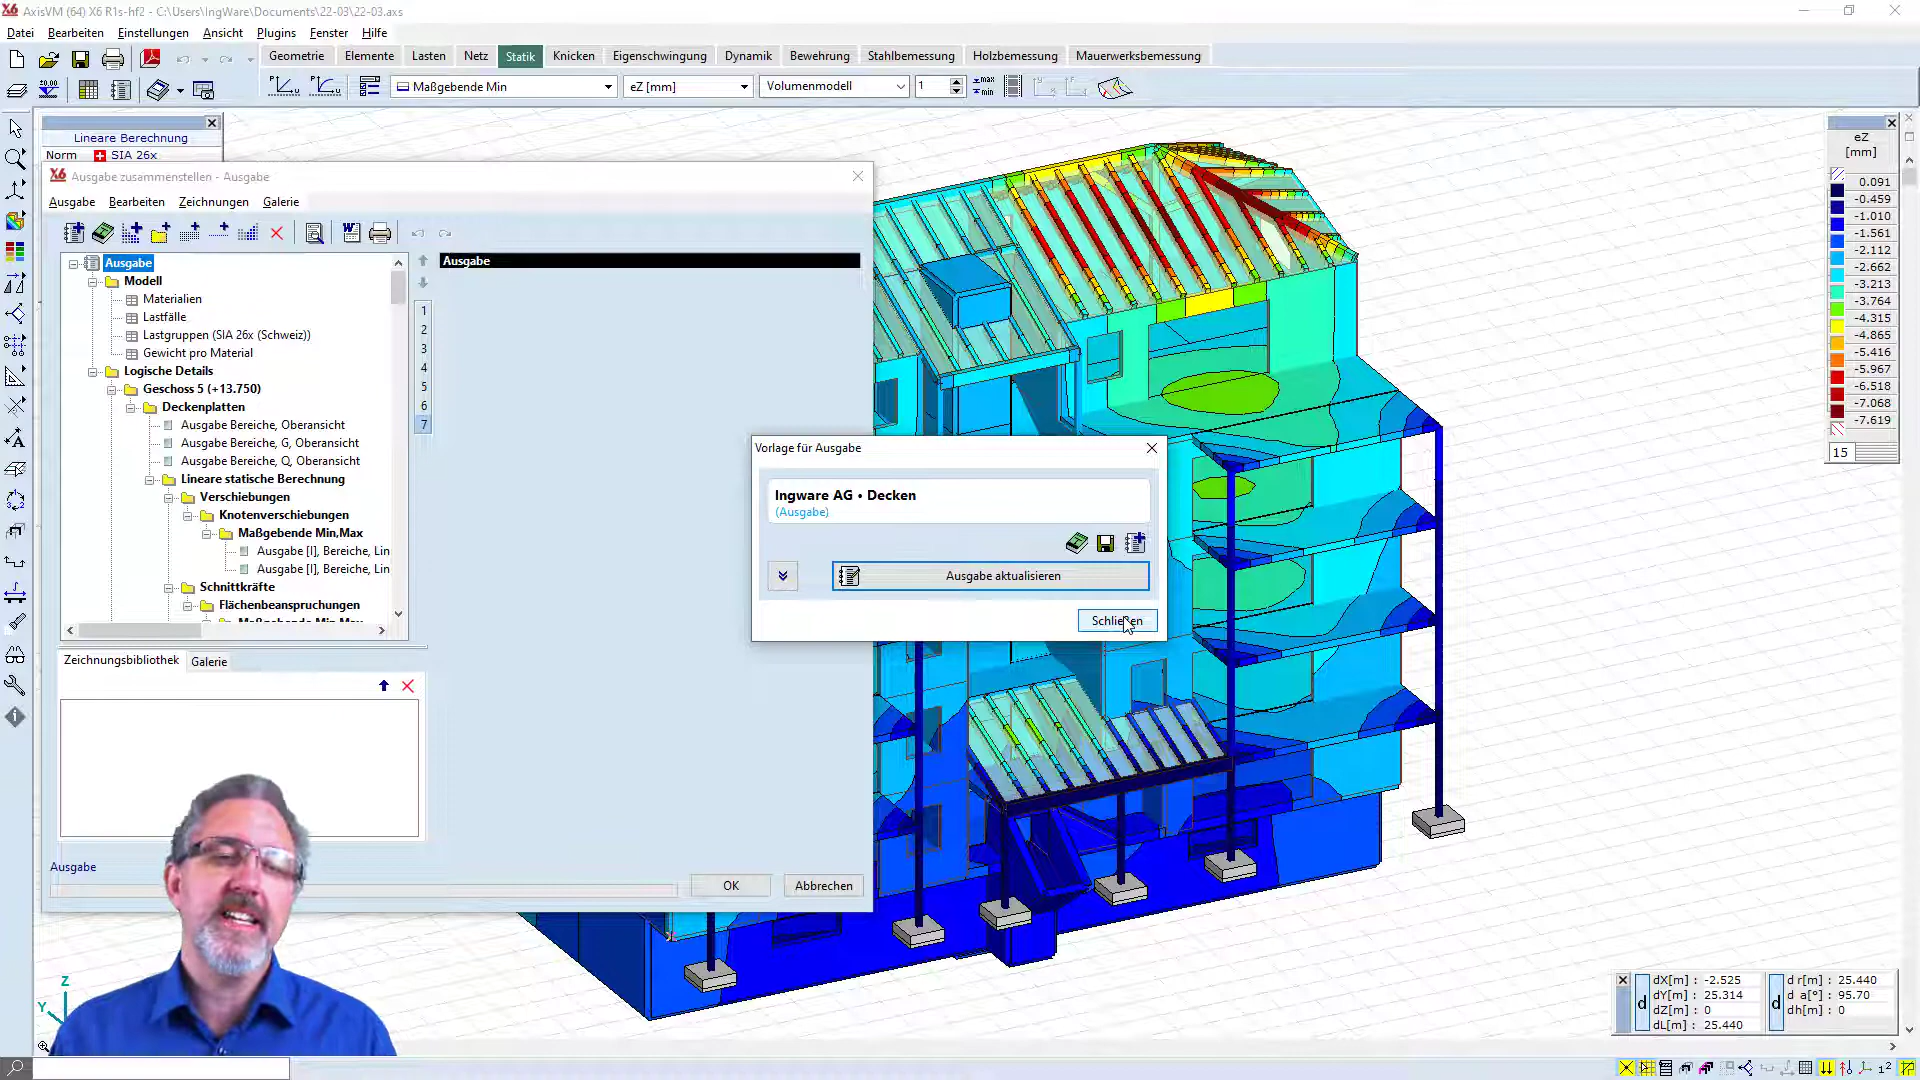 AxisVM (64) X6 R1s-hf2 - C:\Users\IngWare\Documents\22-03\22-03.axs
Datei Bearbeiten Einstellungen Ansicht Plugins Fenster Hilfe
Geometrie Elemente Lasten Netz Statik Knicken Eigenschwingung Dynamik Bewehrung Stahlbemessung Holzbemessung Mauerwerksbemessung
Maßgebende Min eZ [mm] Volumenmodell 1
Lineare Berechnung
Norm SIA 26x
Ausgabe zusammenstellen - Ausgabe
Ausgabe Bearbeiten Zeichnungen Galerie
Ausgabe
Modell
Materialien
Lastfälle
Lastgruppen (SIA 26x (Schweiz))
Gewicht pro Material
Logische Details
Geschoss 5 (+13.750)
Deckenplatten
Ausgabe Bereiche, Oberansicht
Ausgabe Bereiche, G, Oberansicht
Ausgabe Bereiche, Q, Oberansicht
Lineare statische Berechnung
Verschiebungen
Knotenverschiebungen
Maßgebende Min,Max
Ausgabe [I], Bereiche, Lin
Ausgabe [I], Bereiche, Lin
Schnittkräfte
Flächenbeanspruchungen
Ausgabe
1
2
3
4
5
6
7
Zeichnungsbibliothek Galerie
Ausgabe
OK Abbrechen
Vorlage für Ausgabe
Ingware AG • Decken
(Ausgabe)
Ausgabe aktualisieren
Schließen
eZ
[mm]
0.091
-0.459
-1.010
-1.561
-2.112
-2.662
-3.213
-3.764
-4.315
-4.865
-5.416
-5.967
-6.518
-7.068
-7.619
15
Z
Y
d
dX[m] : -2.525
dY[m] : 25.314
dZ[m] : 0
dL[m] : 25.440
d
d r[m] : 25.440
d a[°] : 95.70
dh[m] : 0